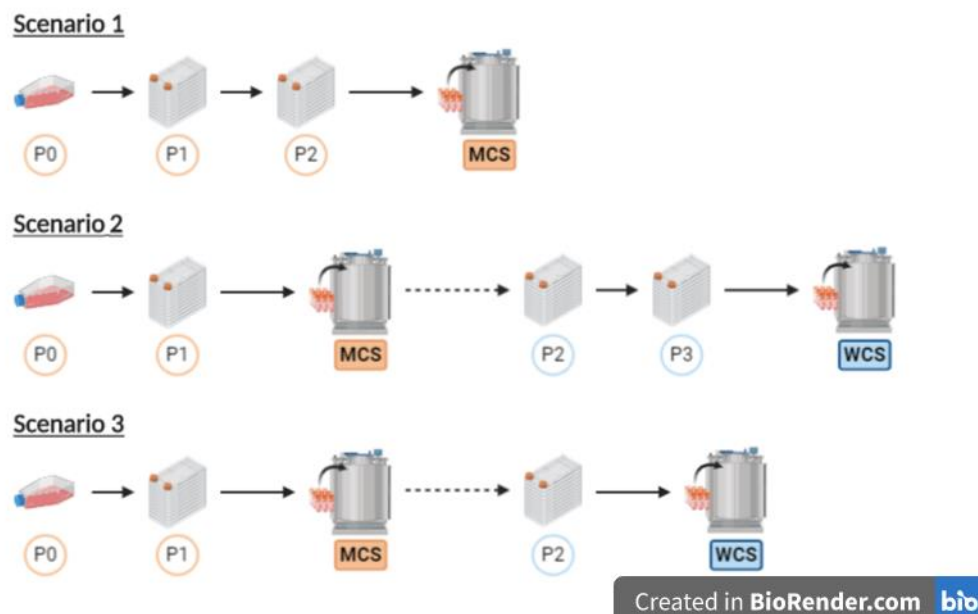 Scenario 1
P0 P1 P2 MCS
Scenario 2
P0 P1 MCS P2 P3 WCS
Scenario 3
P0 P1 MCS P2 WCS
Created in BioRender.com bio